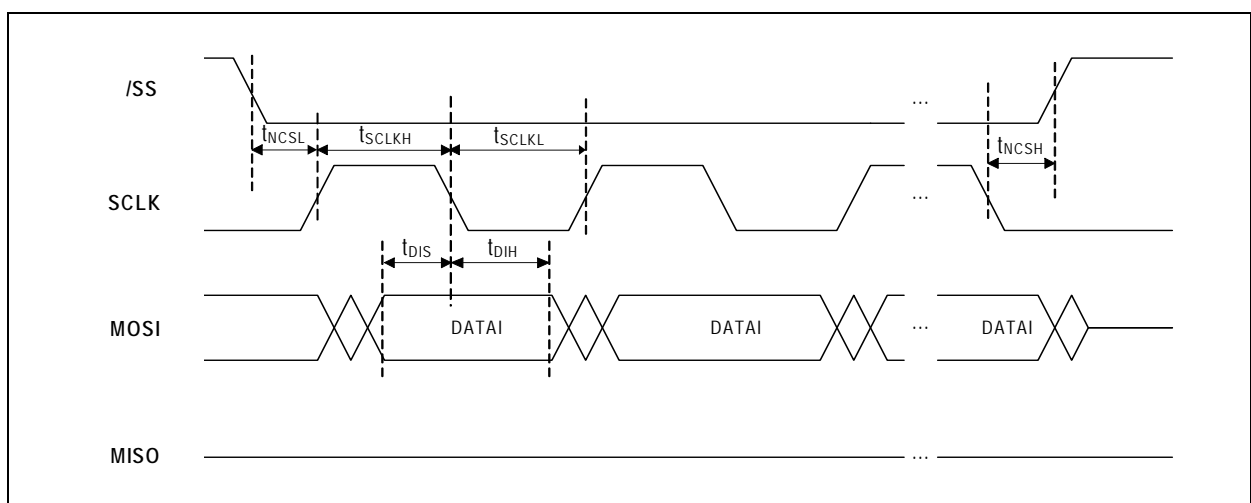 /SS
...
tNCSL tSCLKH tSCLKL tNCSH
SCLK
...
tDIS tDIH
MOSI
DATAI DATAI ... DATAI
MISO
...